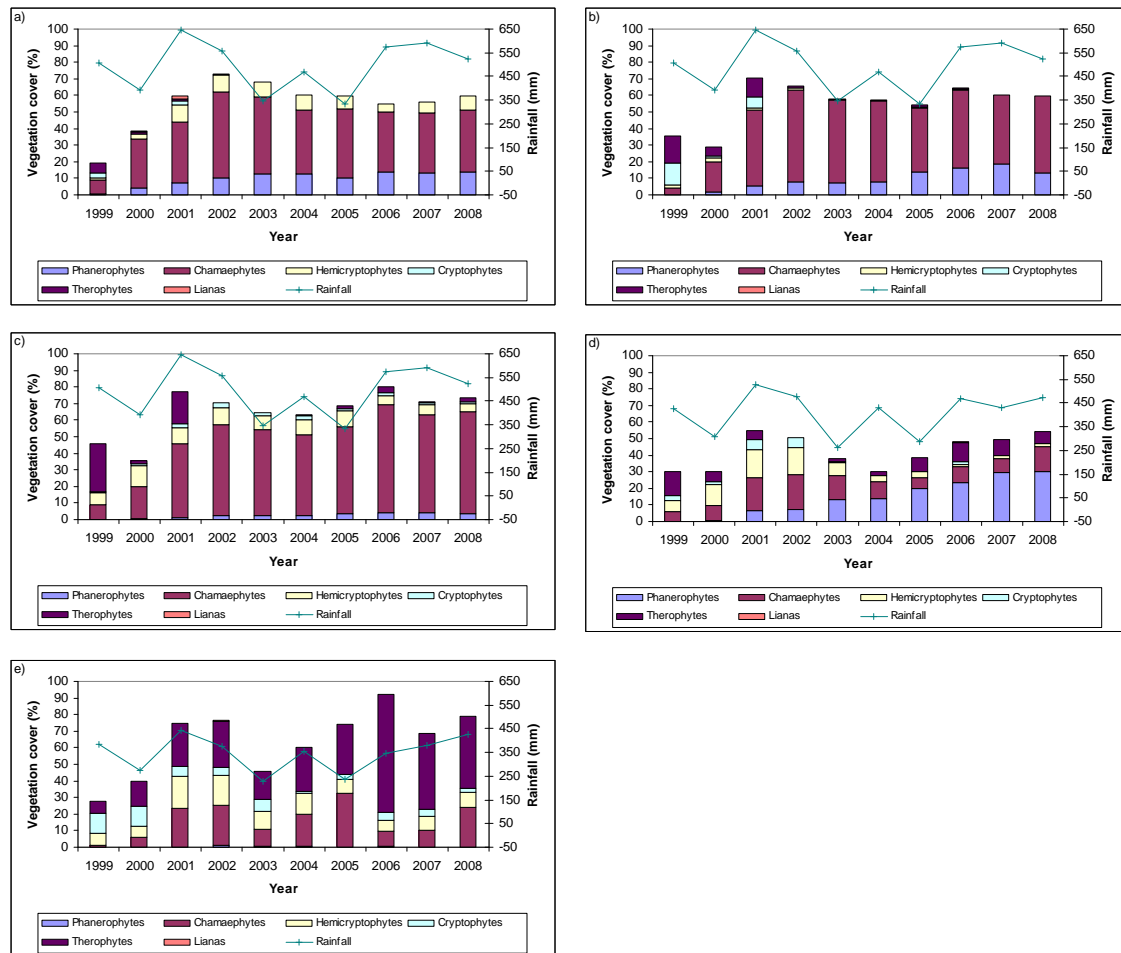 a)
100
90
80
70
60
50
40
30
20
10
0
Vegetation cover (%)
650
550
450
350
250
150
50
-50
Rainfall (mm)
1999 2000 2001 2002 2003 2004 2005 2006 2007 2008
Year
Phanerophytes Chamaephytes Hemicryptophytes Cryptophytes
Therophytes Lianas Rainfall
b)
100
90
80
70
60
50
40
30
20
10
0
Vegetation cover (%)
650
550
450
350
250
150
50
-50
Rainfall (mm)
1999 2000 2001 2002 2003 2004 2005 2006 2007 2008
Year
Phanerophytes Chamaephytes Hemicryptophytes Cryptophytes
Therophytes Lianas Rainfall
c)
100
90
80
70
60
50
40
30
20
10
0
Vegetation cover (%)
650
550
450
350
250
150
50
-50
Rainfall (mm)
1999 2000 2001 2002 2003 2004 2005 2006 2007 2008
Year
Phanerophytes Chamaephytes Hemicryptophytes Cryptophytes
Therophytes Lianas Rainfall
d)
100
90
80
70
60
50
40
30
20
10
0
Vegetation cover (%)
650
550
450
350
250
150
50
-50
Rainfall (mm)
1999 2000 2001 2002 2003 2004 2005 2006 2007 2008
Year
Phanerophytes Chamaephytes Hemicryptophytes Cryptophytes
Therophytes Lianas Rainfall
e)
100
90
80
70
60
50
40
30
20
10
0
Vegetation cover (%)
650
550
450
350
250
150
50
-50
Rainfall (mm)
1999 2000 2001 2002 2003 2004 2005 2006 2007 2008
Year
Phanerophytes Chamaephytes Hemicryptophytes Cryptophytes
Therophytes Lianas Rainfall